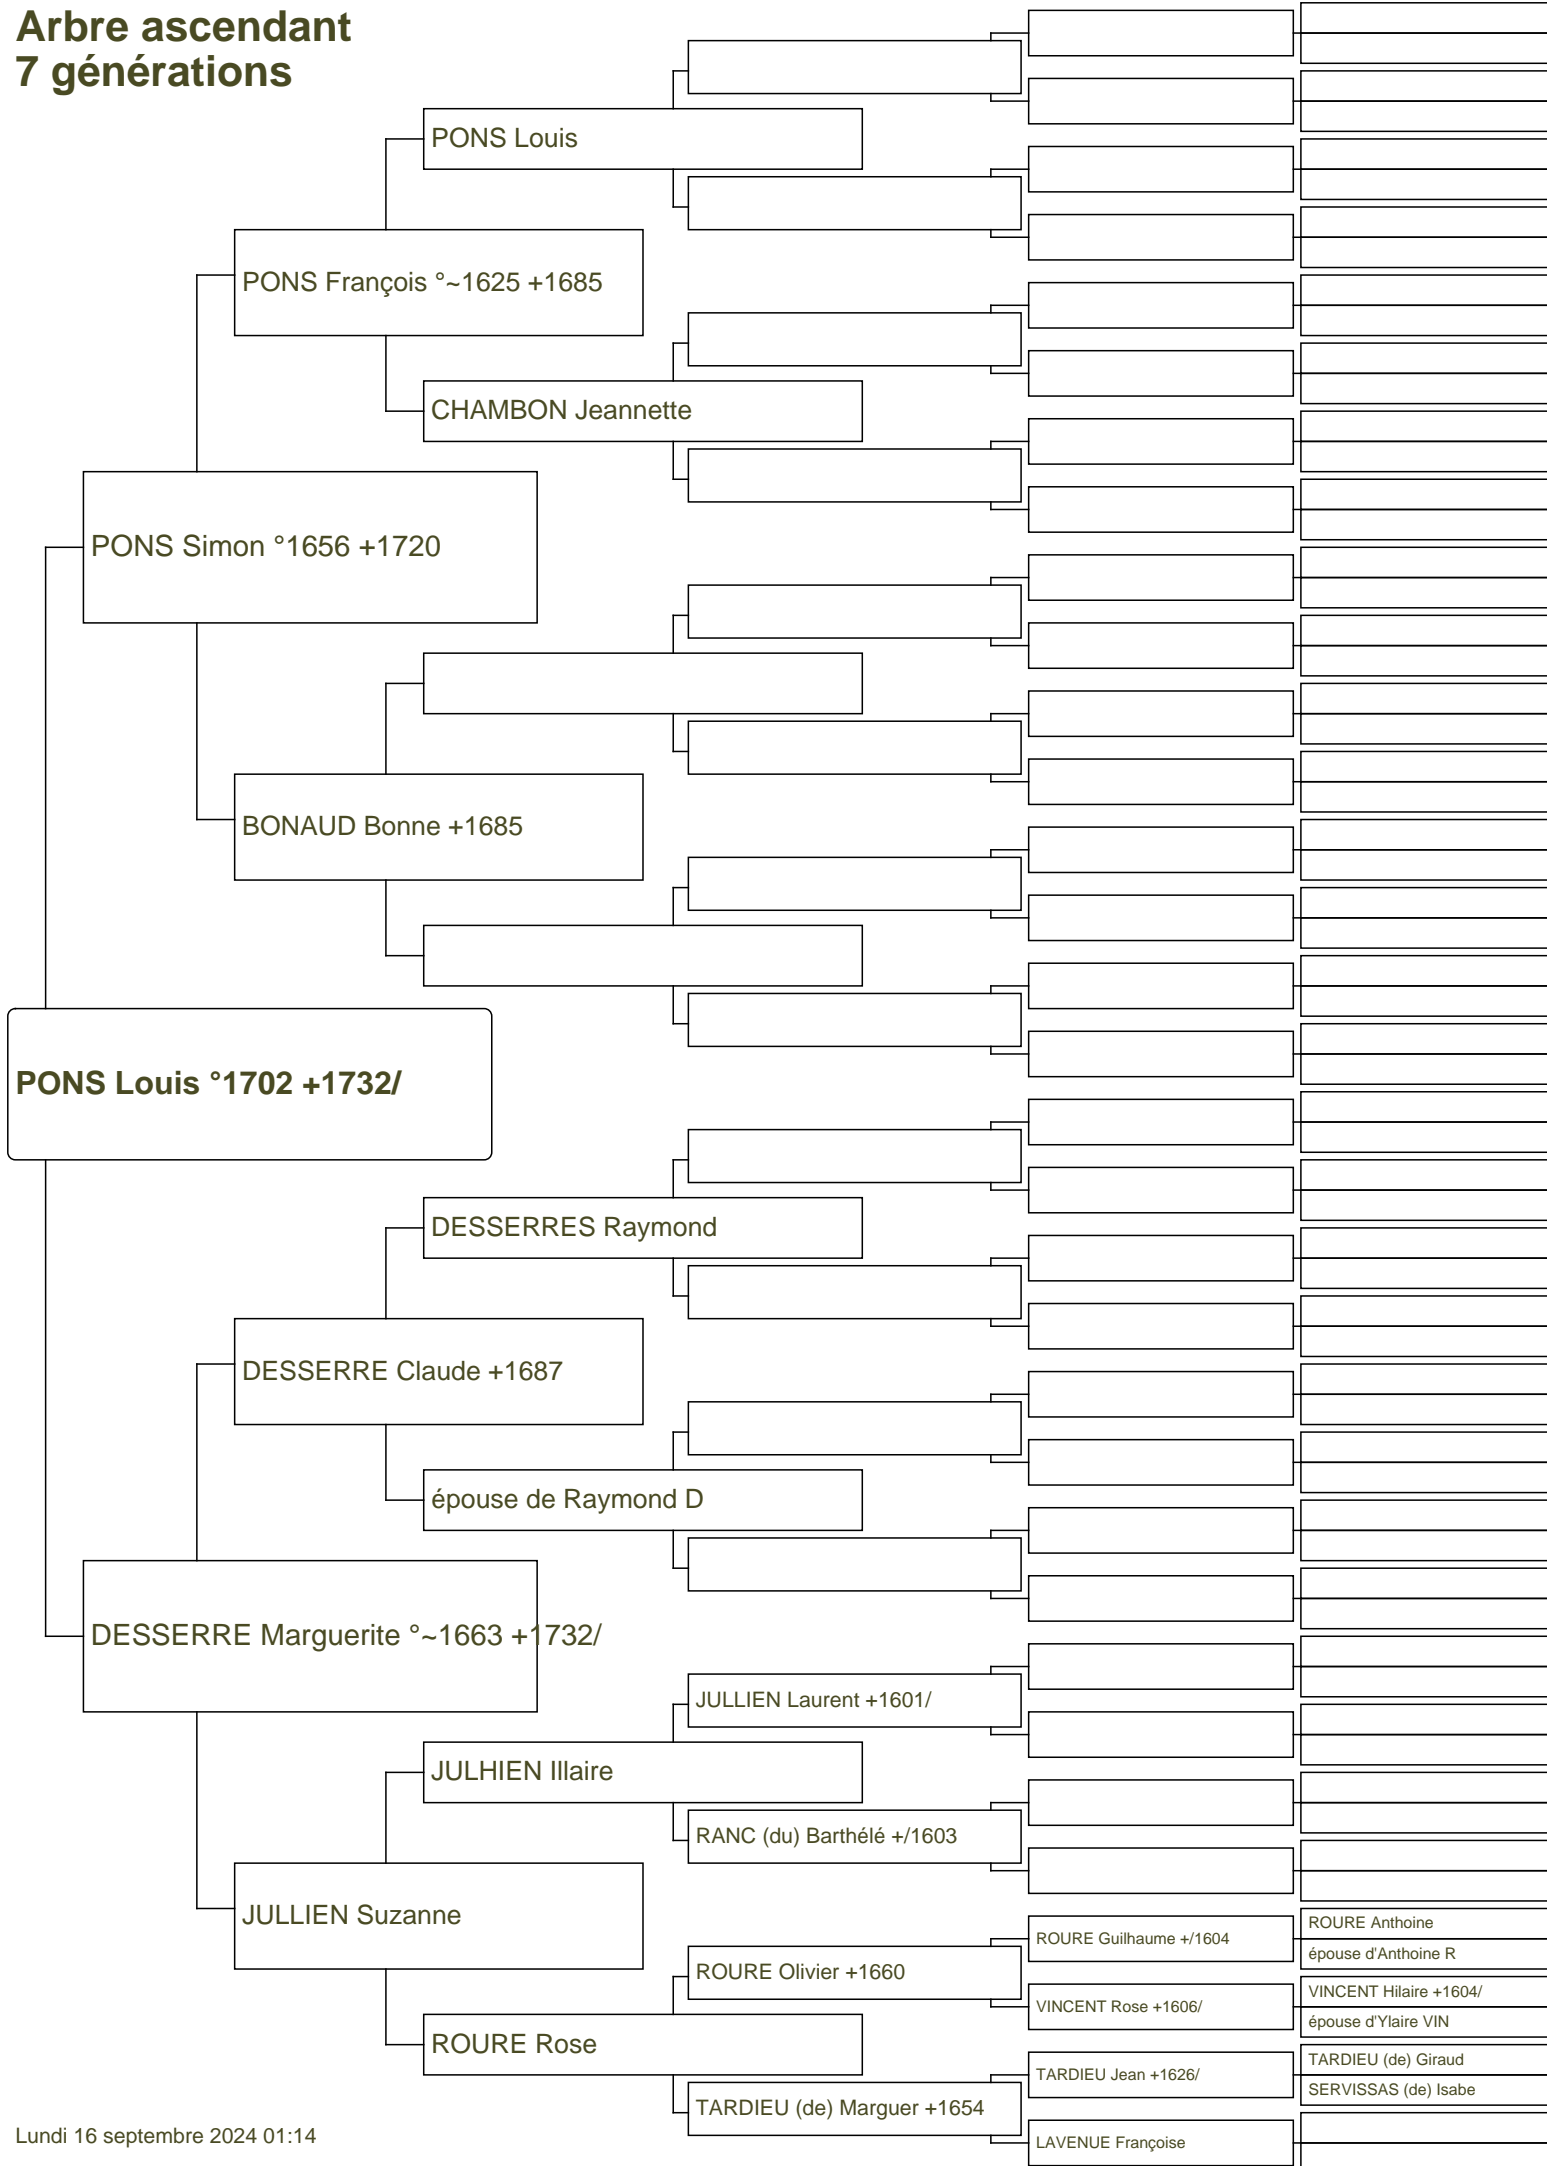 Arbre ascendant
7 générations
PONS Louis
PONS François °~1625 +1685
CHAMBON Jeannette
PONS Simon °1656 +1720
BONAUD Bonne +1685
PONS Louis °1702 +1732/
DESSERRES Raymond
DESSERRE Claude +1687
épouse de Raymond D
DESSERRE Marguerite °~1663 +1732/
JULLIEN Laurent +1601/
JULHIEN Illaire
RANC (du) Barthélé +/1603
JULLIEN Suzanne
ROURE Anthoine
ROURE Guilhaume +/1604
épouse d'Anthoine R
ROURE Olivier +1660
VINCENT Hilaire +1604/
VINCENT Rose +1606/
épouse d'Ylaire VIN
ROURE Rose
TARDIEU (de) Giraud
TARDIEU Jean +1626/
SERVISSAS (de) Isabe
TARDIEU (de) Marguer +1654
LAVENUE Françoise
Lundi 16 septembre 2024 01:14